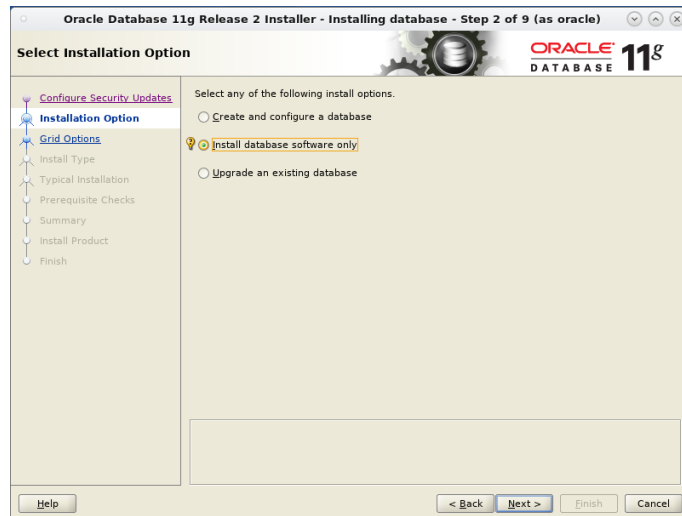 Oracle Database 11g Release 2 Installer - Installing database - Step 2 of 9 (as oracle)
Select Installation Option
ORACLE
DATABASE
11g
Configure Security Updates
Installation Option
Grid Options
Install Type
Typical Installation
Prerequisite Checks
Summary
Install Product
Finish
Select any of the following install options.
Create and configure a database
Install database software only
Upgrade an existing database
Help
< Back
Next >
Finish
Cancel